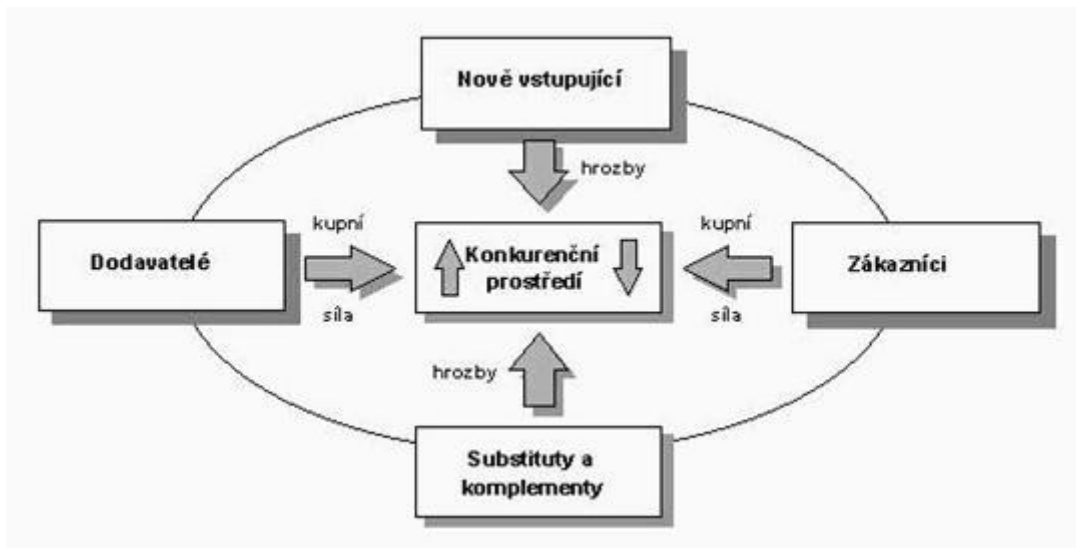 Nově vstupující
hrozby
kupní
kupní
Dodavatelé
Konkurenční
prostředí
Zákazníci
síla
síla
hrozby
Substituty a
komplementy